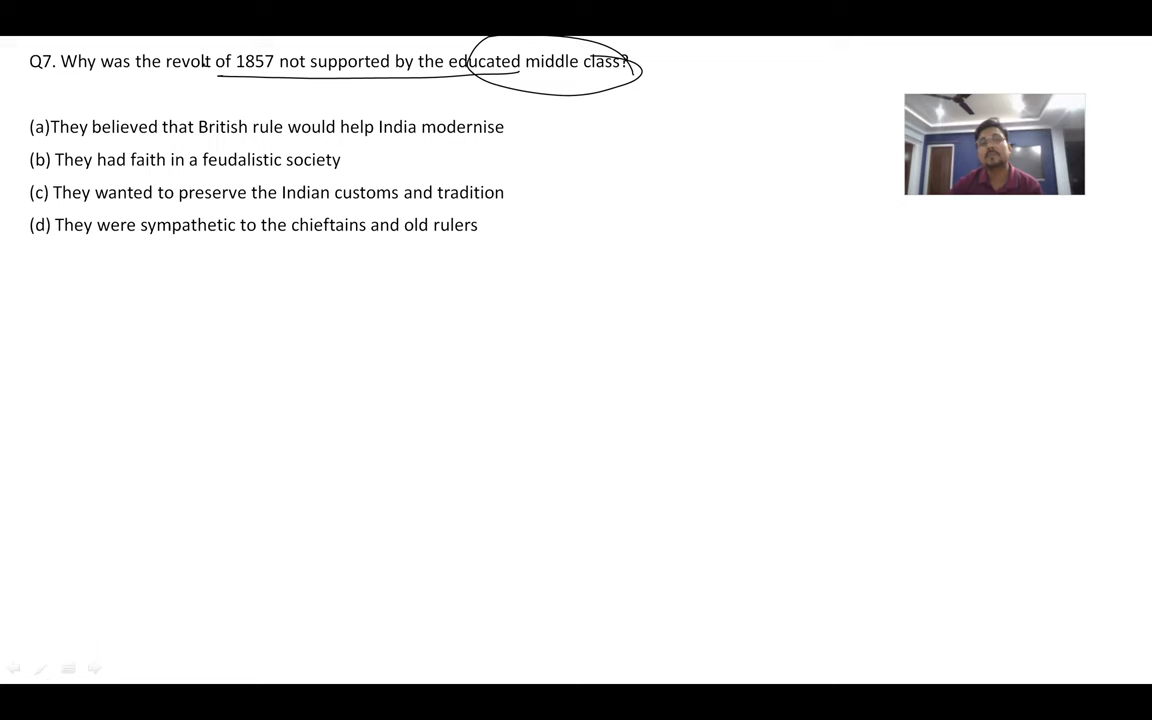 Q7. Why was the revolt of 1857 not supported by the educated middle class?
(a)They believed that British rule would help India modernise
(b) They had faith in a feudalistic society
(c) They wanted to preserve the Indian customs and tradition
(d) They were sympathetic to the chieftains and old rulers